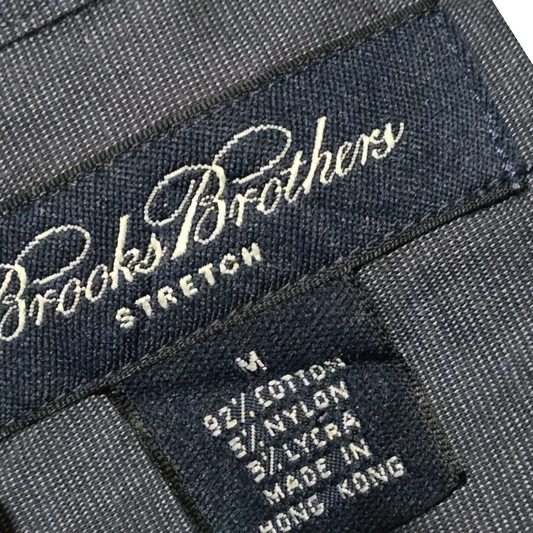 Brooks Brothers
STRETCH
M
92% COTTON
5% NYLON
3% LYCRA
MADE IN
HONG KONG